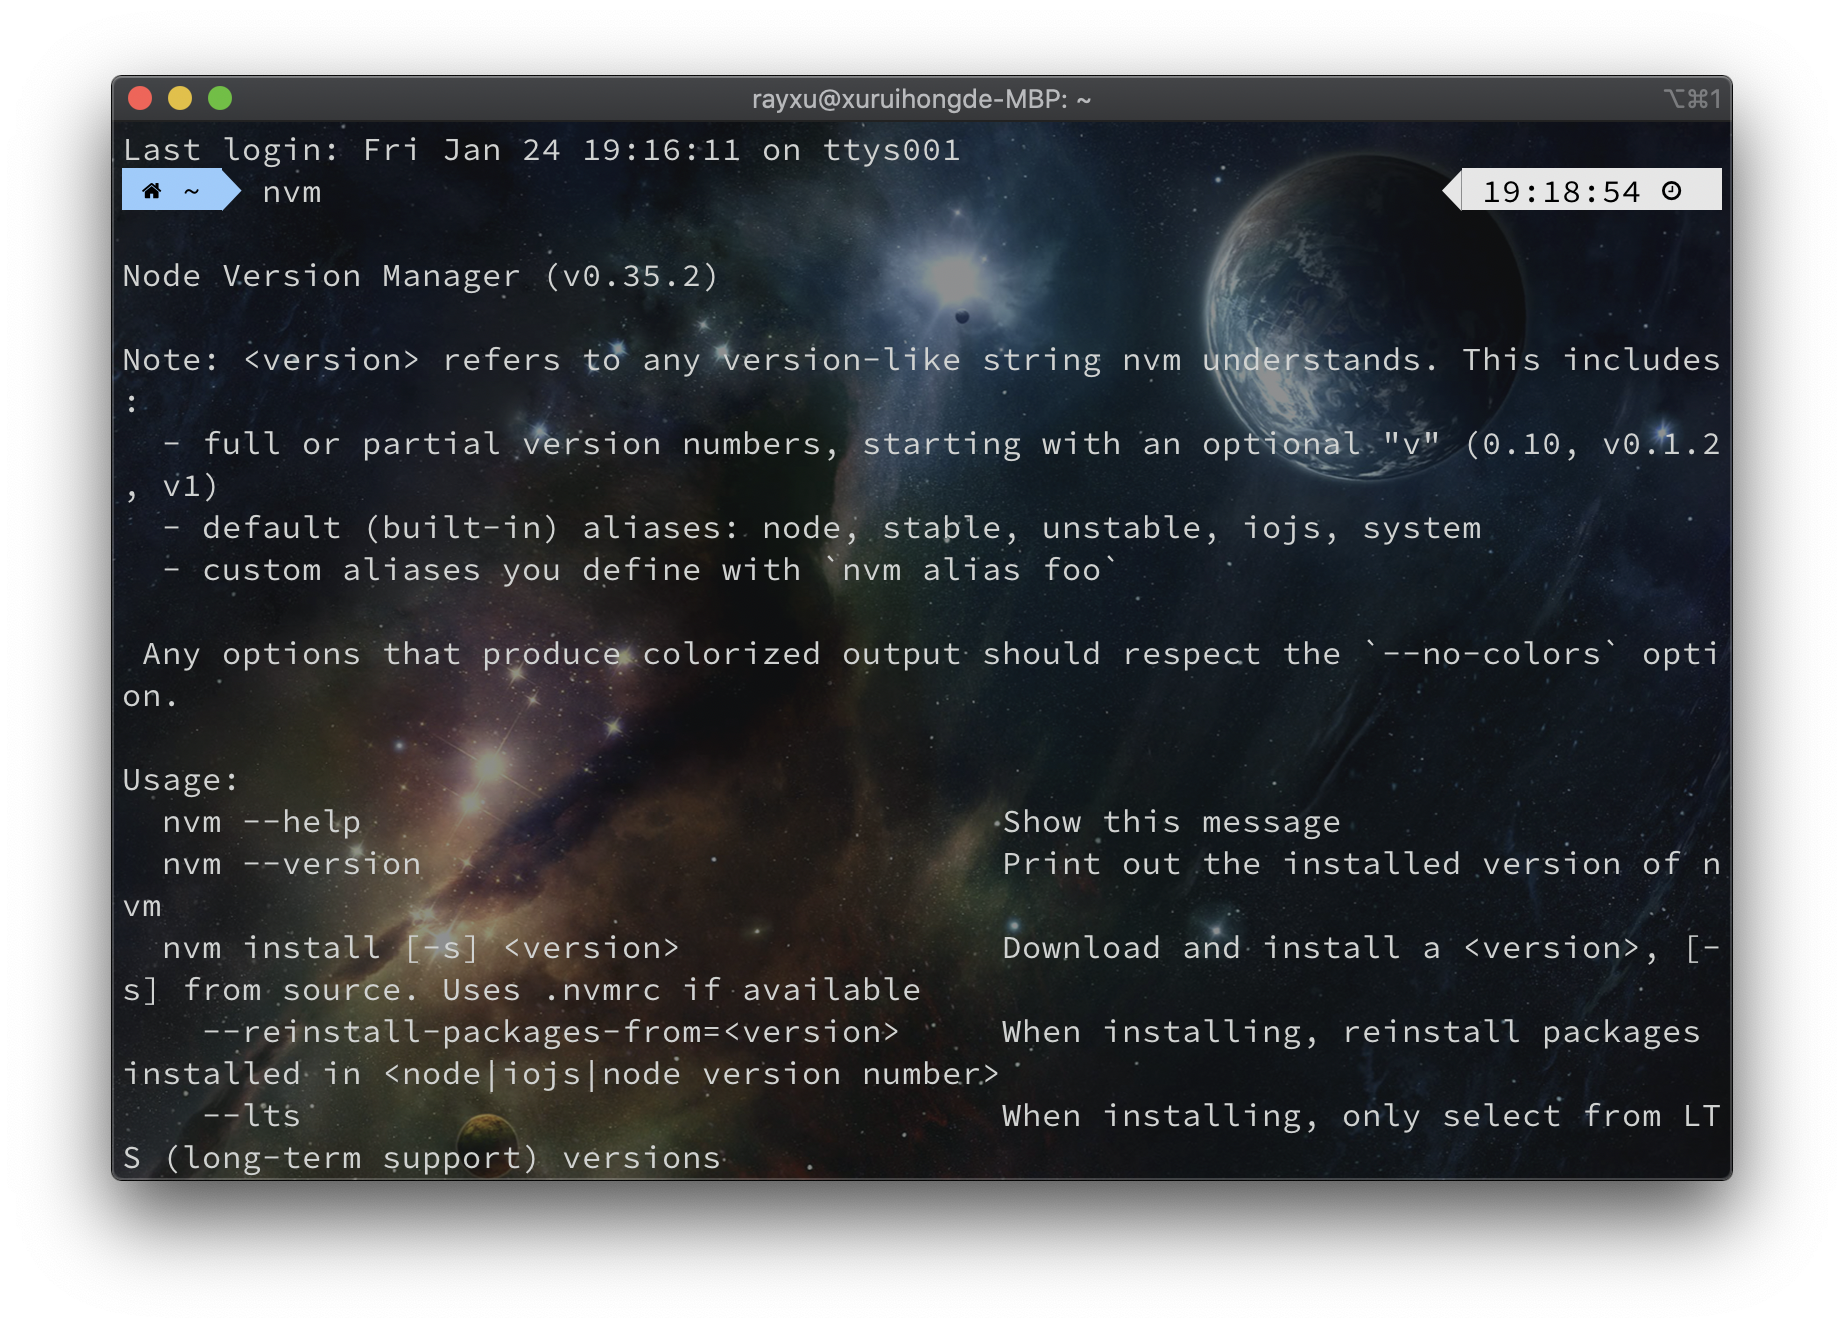 rayxu@xuruihongde-MBP: ~
⌥⌘1
Last login: Fri Jan 24 19:16:11 on ttys001
~ nvm 19:18:54
Node Version Manager (v0.35.2)
Note: <version> refers to any version-like string nvm understands. This includes
:
- full or partial version numbers, starting with an optional "v" (0.10, v0.1.2
, v1)
- default (built-in) aliases: node, stable, unstable, iojs, system
- custom aliases you define with `nvm alias foo`
Any options that produce colorized output should respect the `--no-colors` opti
on.
Usage:
nvm --help Show this message
nvm --version Print out the installed version of n
vm
nvm install [-s] <version> Download and install a <version>, [-
s] from source. Uses .nvmrc if available
--reinstall-packages-from=<version> When installing, reinstall packages
installed in <node|iojs|node version number>
--lts When installing, only select from LT
S (long-term support) versions